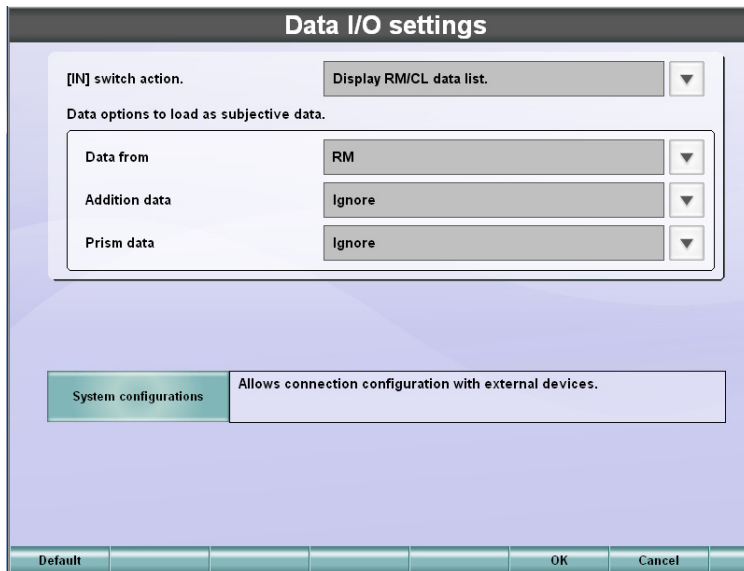 Data I/O settings
[IN] switch action. Display RM/CL data list.
Data options to load as subjective data.
Data from RM
Addition data Ignore
Prism data Ignore
System configurations Allows connection configuration with external devices.
Default OK Cancel